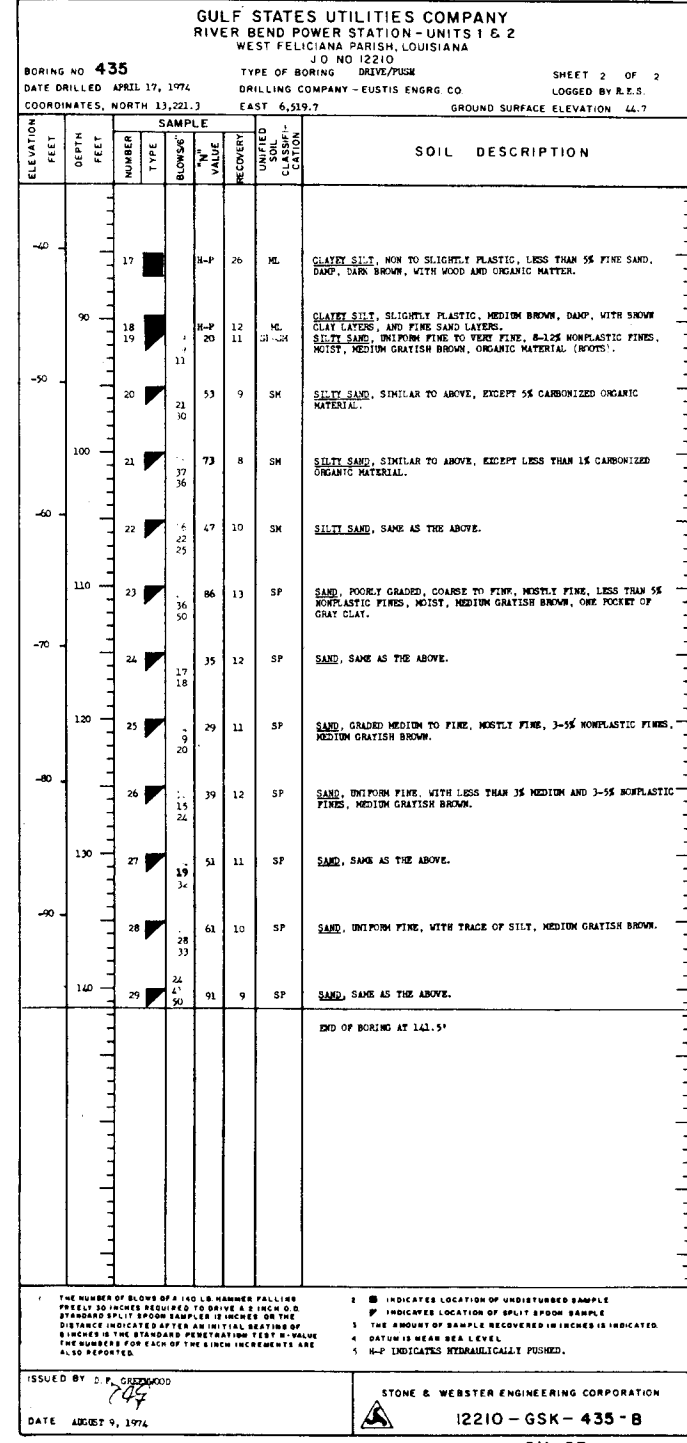 GULF STATES UTILITIES COMPANY
RIVER BEND POWER STATION - UNITS 1 & 2
WEST FELICIANA PARISH, LOUISIANA
J O NO 12210
BORING NO 435 TYPE OF BORING DRIVE/PUSH SHEET 2 OF 2
DATE DRILLED APRIL 17, 1974 DRILLING COMPANY - EUSTIS ENGRG. CO. LOGGED BY R.E.S.
COORDINATES, NORTH 13,221.3 EAST 6,519.7 GROUND SURFACE ELEVATION 44.7
ELEVATION FEET DEPTH FEET SAMPLE NUMBER TYPE BLOWS/6" "N" VALUE RECOVERY UNIFIED SOIL CLASSIFI-CATION SOIL DESCRIPTION
-40
17 H-P 26 ML CLAYEY SILT, NON TO SLIGHTLY PLASTIC, LESS THAN 5% FINE SAND,
DAMP, DARK BROWN, WITH WOOD AND ORGANIC MATTER.
90 CLAYEY SILT, SLIGHTLY PLASTIC, MEDIUM BROWN, DAMP, WITH BROWN
18 H-P 12 ML CLAY LAYERS, AND FINE SAND LAYERS.
19 20 11 SILTY SAND, UNIFORM FINE TO VERY FINE, 8-12% NONPLASTIC FINES,
MOIST, MEDIUM GRAYISH BROWN, ORGANIC MATERIAL (ROOTS).
11
-50
20 53 9 SM SILTY SAND, SIMILAR TO ABOVE, EXCEPT 5% CARBONIZED ORGANIC
21 MATERIAL.
30
100
21 73 8 SM SILTY SAND, SIMILAR TO ABOVE, EXCEPT LESS THAN 1% CARBONIZED
37 ORGANIC MATERIAL.
36
-60
22 47 10 SM SILTY SAND, SAME AS THE ABOVE.
22
25
110
23 86 13 SP SAND, POORLY GRADED, COARSE TO FINE, MOSTLY FINE, LESS THAN 5%
36 NONPLASTIC FINES, MOIST, MEDIUM GRAYISH BROWN, ONE POCKET OF
50 GRAY CLAY.
-70
24 35 12 SP SAND, SAME AS THE ABOVE.
17
18
120
25 29 11 SP SAND, GRADED MEDIUM TO FINE, MOSTLY FINE, 3-5% NONPLASTIC FINES,
9 MEDIUM GRAYISH BROWN.
20
-80
26 39 12 SP SAND, UNIFORM FINE, WITH LESS THAN 3% MEDIUM AND 3-5% NONPLASTIC
15 FINES, MEDIUM GRAYISH BROWN.
24
130
27 51 11 SP SAND, SAME AS THE ABOVE.
19
32
-90
28 61 10 SP SAND, UNIFORM FINE, WITH TRACE OF SILT, MEDIUM GRAYISH BROWN.
28
33
24
140
29 50 91 9 SP SAND, SAME AS THE ABOVE.
END OF BORING AT 141.5'
1 THE NUMBER OF BLOWS OF A 140 LB. HAMMER FALLING
FREELY 30 INCHES REQUIRED TO DRIVE A 2 INCH O.D.
STANDARD SPLIT SPOON SAMPLER 12 INCHES OR THE
DISTANCE INDICATED AFTER AN INITIAL SEATING OF
6 INCHES IS THE STANDARD PENETRATION TEST N-VALUE
THE NUMBERS FOR EACH OF THE 6 INCH INCREMENTS ARE
ALSO REPORTED.
2 INDICATES LOCATION OF UNDISTURBED SAMPLE
INDICATES LOCATION OF SPLIT SPOON SAMPLE
3 THE AMOUNT OF SAMPLE RECOVERED IN INCHES IS INDICATED.
4 DATUM IS MEAN SEA LEVEL
5 H-P INDICATES HYDRAULICALLY PUSHED.
ISSUED BY D. P. GREENWOOD
DATE AUGUST 9, 1974
STONE & WEBSTER ENGINEERING CORPORATION
12210 - GSK - 435 - B